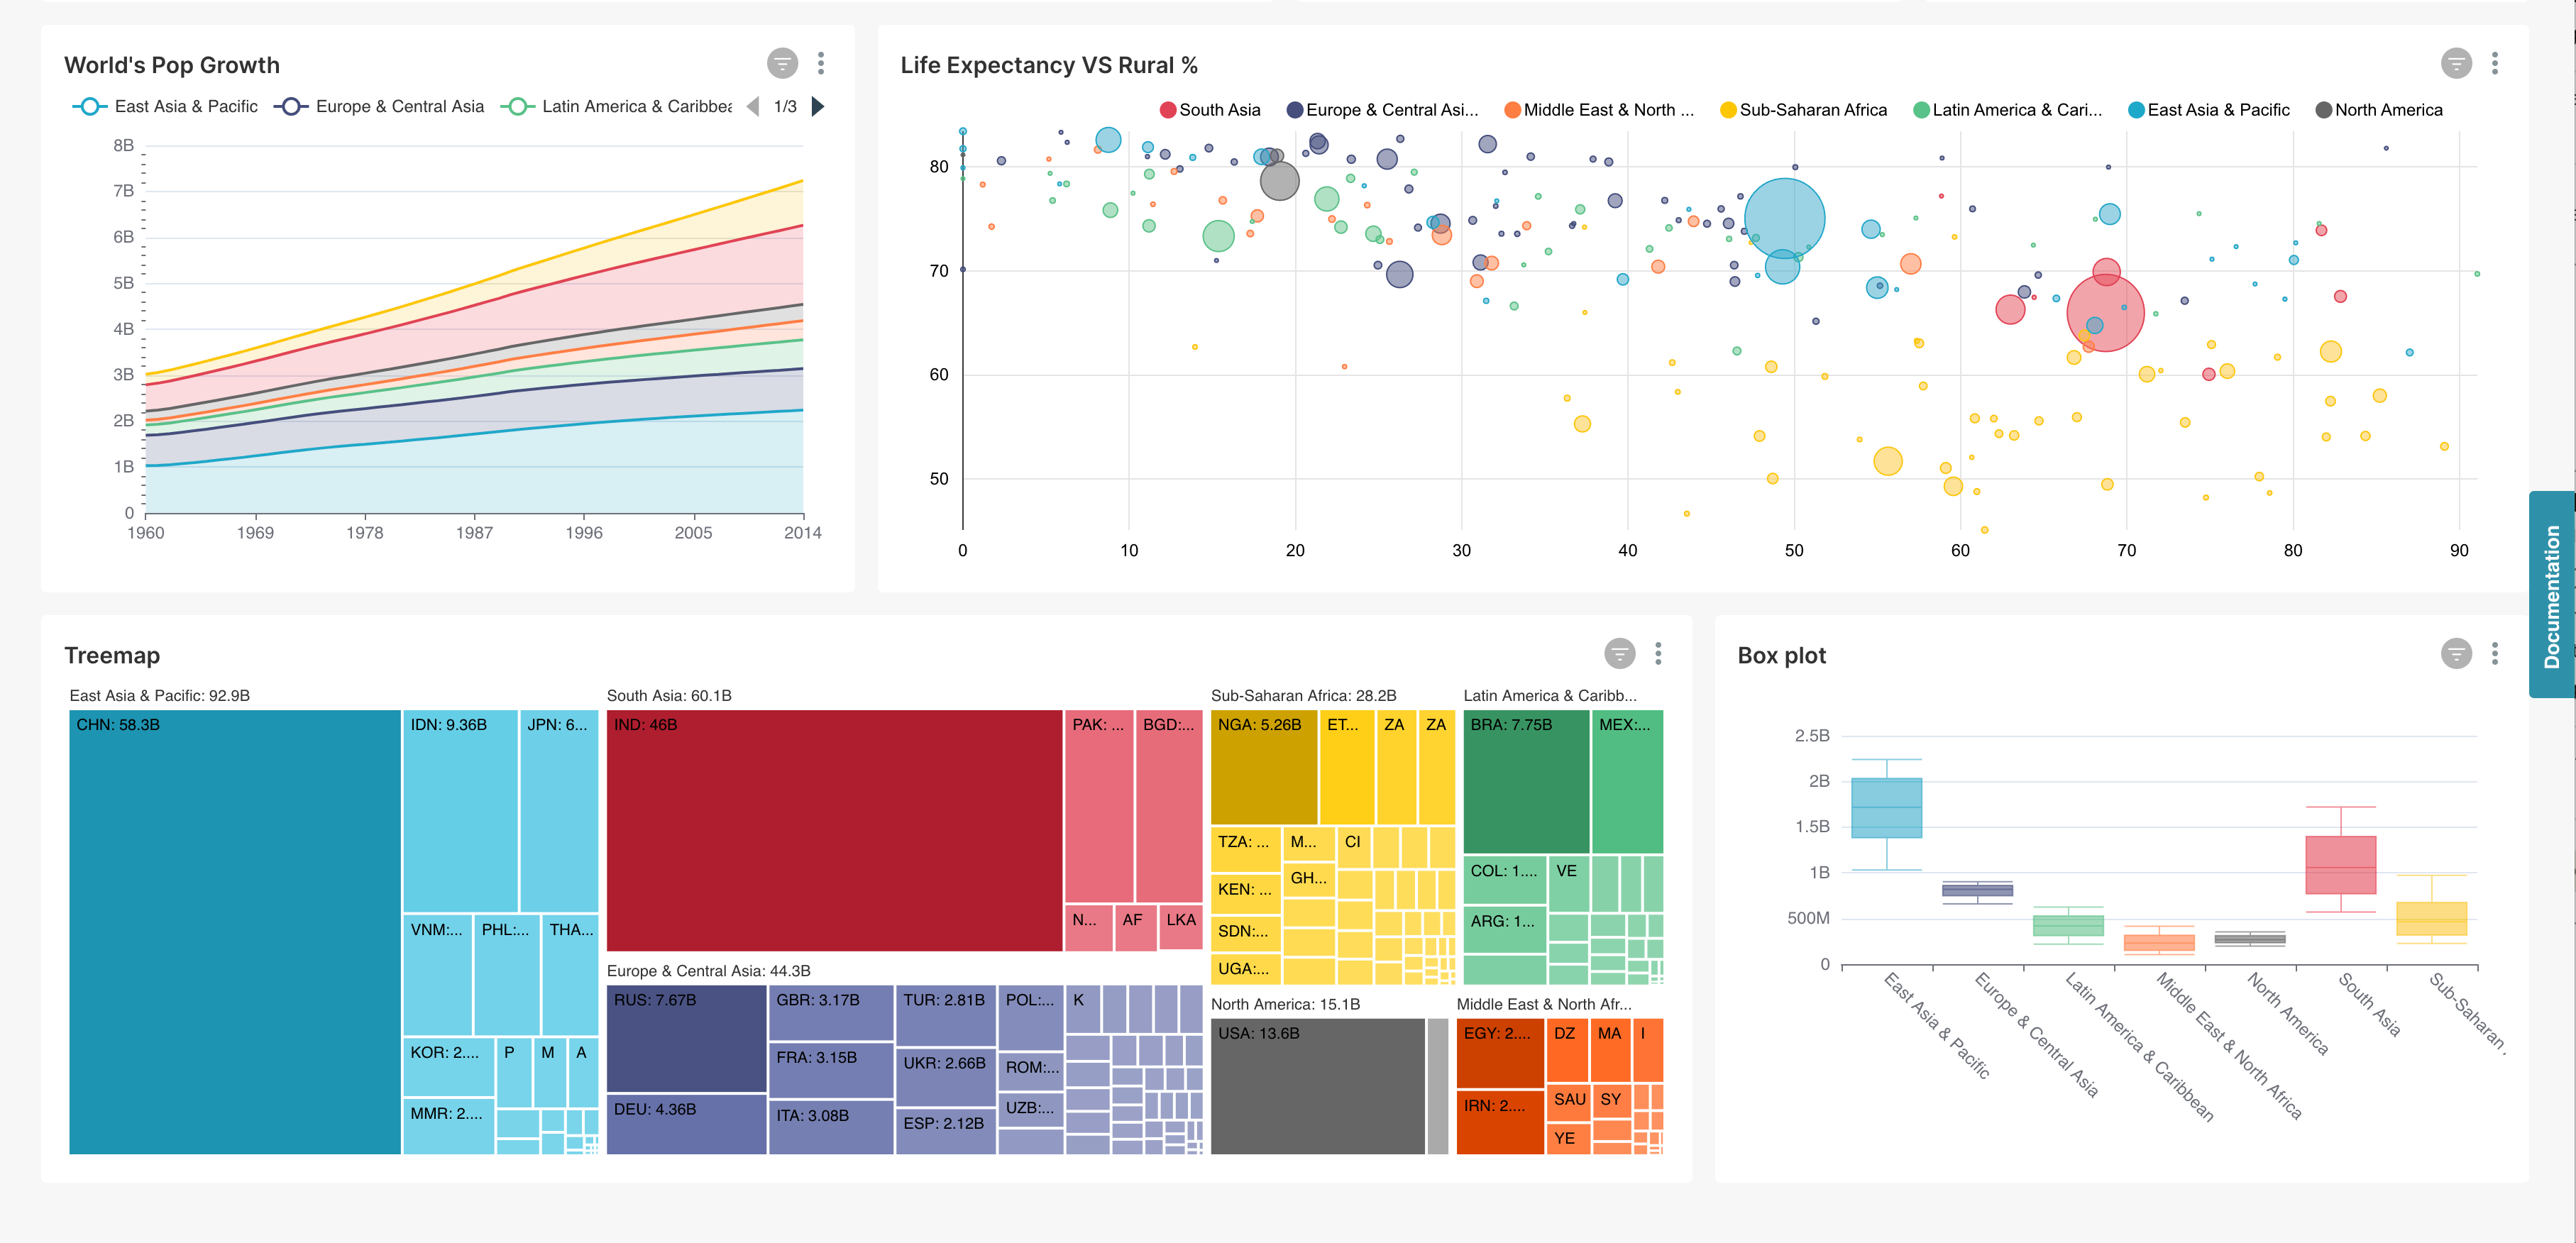 World's Pop Growth
East Asia & Pacific
Europe & Central Asia
Latin America & Caribbea
1/3
8B
7B
6B
5B
4B
3B
2B
1B
0
1960 1969 1978 1987 1996 2005 2014
Life Expectancy VS Rural %
South Asia
Europe & Central Asi...
Middle East & North ...
Sub-Saharan Africa
Latin America & Cari...
East Asia & Pacific
North America
80
70
60
50
0 10 20 30 40 50 60 70 80 90
Documentation
Treemap
East Asia & Pacific: 92.9B
CHN: 58.3B
IDN: 9.36B
JPN: 6...
VNM:...
PHL:...
THA...
KOR: 2....
P
M
A
MMR: 2....
South Asia: 60.1B
IND: 46B
PAK: ...
BGD:...
N...
AF
LKA
Europe & Central Asia: 44.3B
RUS: 7.67B
DEU: 4.36B
GBR: 3.17B
FRA: 3.15B
ITA: 3.08B
TUR: 2.81B
UKR: 2.66B
ESP: 2.12B
POL:...
ROM:...
UZB:...
K
Sub-Saharan Africa: 28.2B
NGA: 5.26B
ET...
ZA
ZA
TZA: ...
M...
CI
KEN: ...
GH...
SDN:...
UGA:...
Latin America & Caribb...
BRA: 7.75B
MEX:...
COL: 1....
VE
ARG: 1...
North America: 15.1B
USA: 13.6B
Middle East & North Afr...
EGY: 2....
DZ
MA
I
IRN: 2....
SAU
SY
YE
Box plot
2.5B
2B
1.5B
1B
500M
0
East Asia & Pacific
Europe & Central Asia
Latin America & Caribbean
Middle East & North Africa
North America
South Asia
Sub-Saharan .